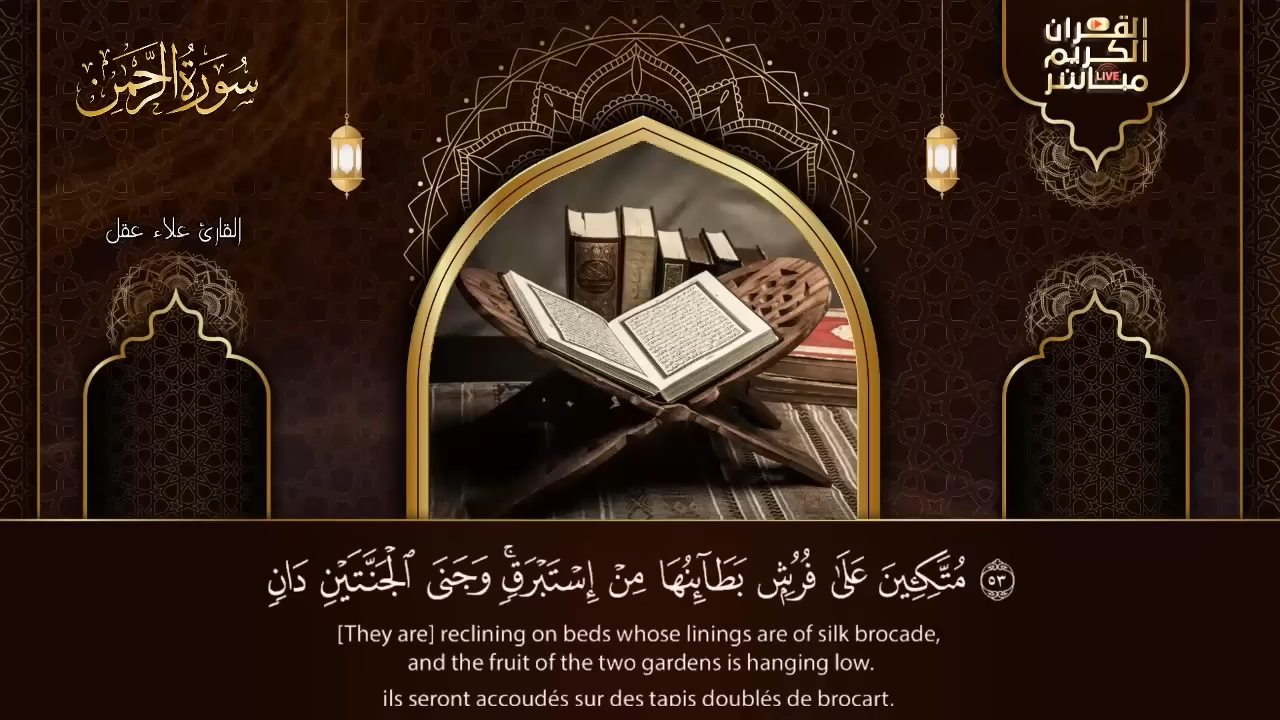 سُورَةُ الرَّحْمَٰن
القرآن
الكريم
مباشر
LIVE
القارئ علاء عقل
٥٣ مُتَّكِـِٔينَ عَلَىٰ فُرُشٍۭ بَطَآئِنُهَا مِنْ إِسْتَبْرَقٍۢ ۚ وَجَنَى ٱلْجَنَّتَيْنِ دَانٍ
[They are] reclining on beds whose linings are of silk brocade,
and the fruit of the two gardens is hanging low.
ils seront accoudés sur des tapis doublés de brocart.